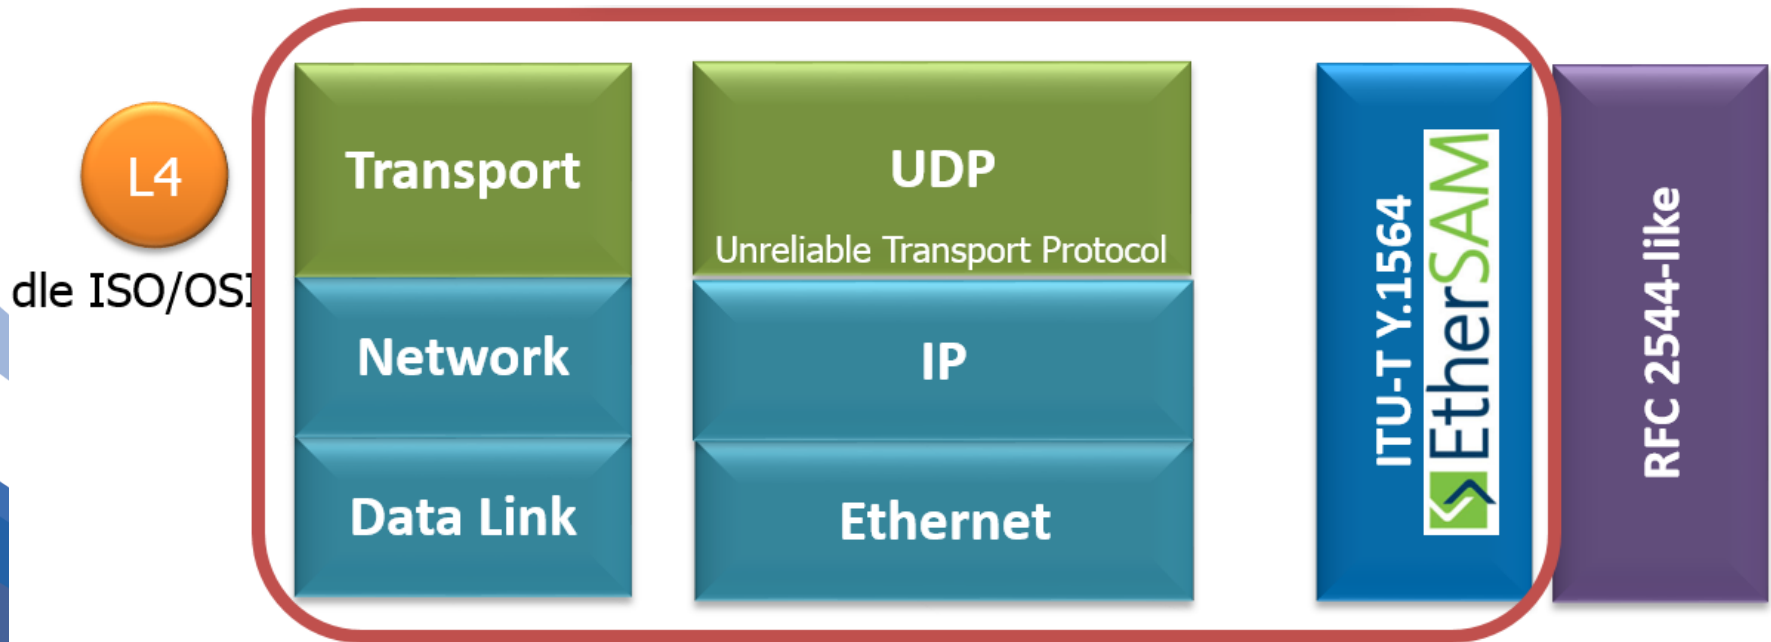 L4
dle ISO/OSI
Transport
Network
Data Link
UDP
Unreliable Transport Protocol
IP
Ethernet
ITU-T Y.1564
EtherSAM
RFC 2544-like